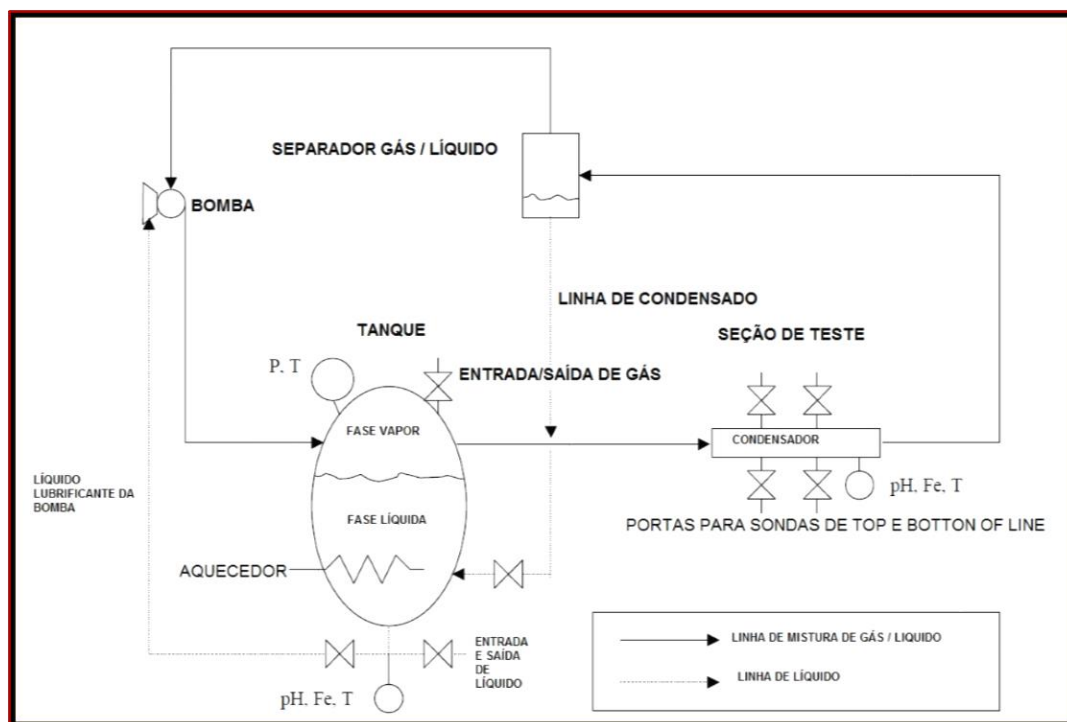 SEPARADOR GÁS / LÍQUIDO
BOMBA
LINHA DE CONDENSADO
TANQUE
SEÇÃO DE TESTE
P, T
ENTRADA/SAÍDA DE GÁS
FASE VAPOR
CONDENSADOR
LÍQUIDO
LUBRIFICANTE DA
BOMBA
pH, Fe, T
FASE LÍQUIDA
PORTAS PARA SONDAS DE TOP E BOTTON OF LINE
AQUECEDOR
ENTRADA
E SAÍDA
DE
LÍQUIDO
pH, Fe, T
LINHA DE MISTURA DE GÁS / LIQUIDO
LINHA DE LÍQUIDO